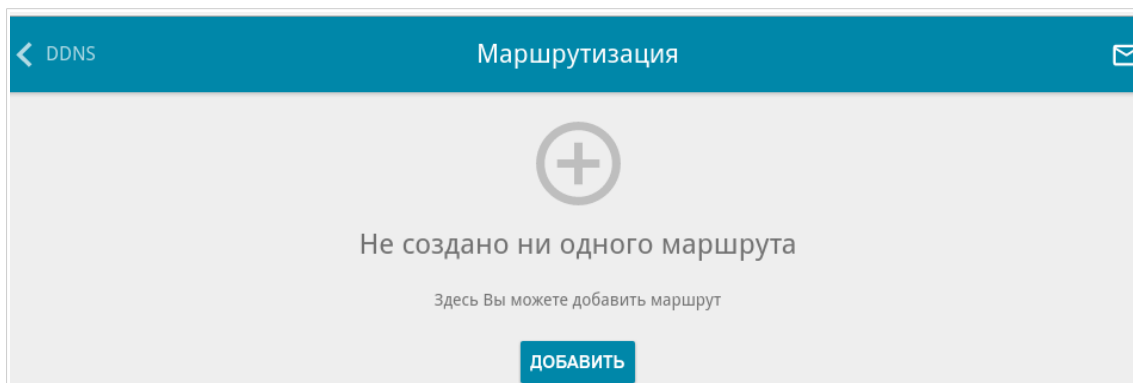 DDNS
Маршрутизация
Не создано ни одного маршрута
Здесь Вы можете добавить маршрут
ДОБАВИТЬ